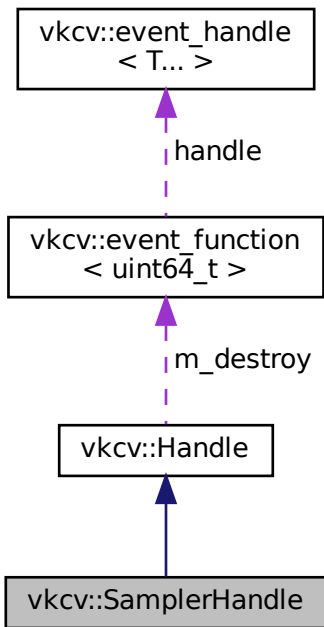 vkcv::event_handle
< T... >
handle
vkcv::event_function
< uint64_t >
m_destroy
vkcv::Handle
vkcv::SamplerHandle